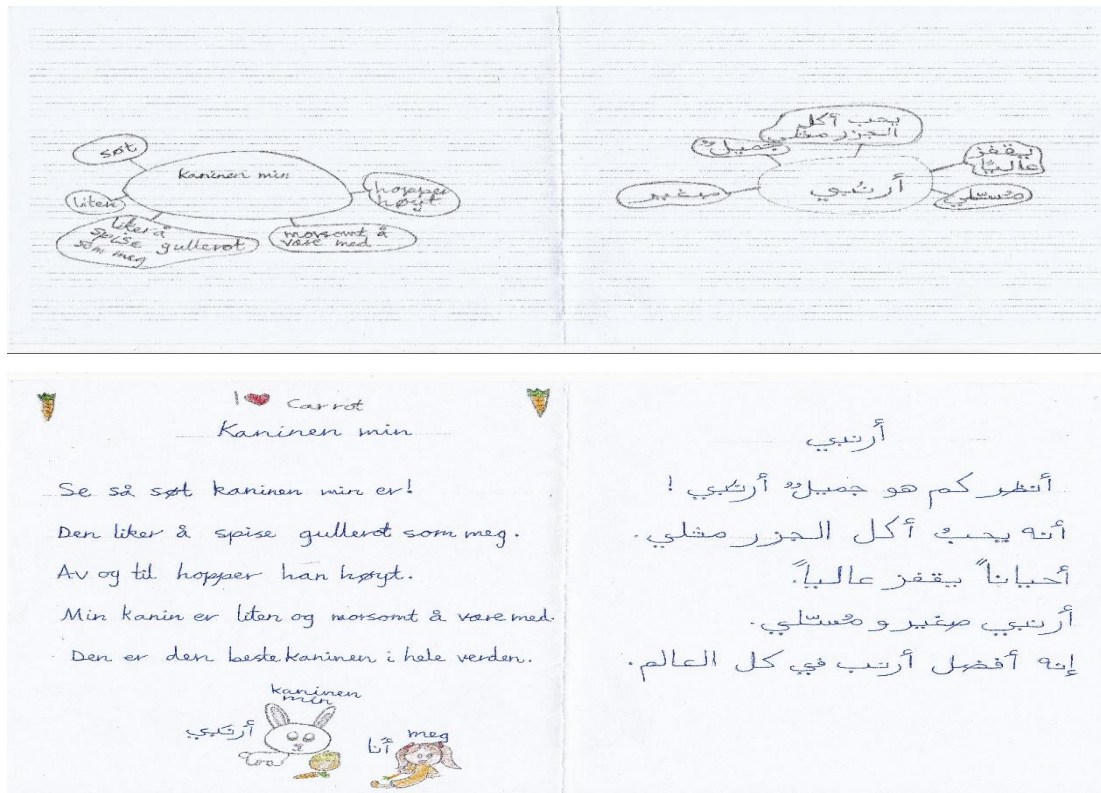 søt
kaninen min
liten
hopper
høyt
liker å
spise gullerot
som meg
morsomt å
være med
يحب أكل
الجزر مثلي
جميلٌ
يقفز
عالياً
صغير
أرنبي
مُسَلي
I ❤ Carrot
Kaninen min
Se så søt kaninen min er!
Den liker å spise gullerot som meg.
Av og til hopper han høyt.
Min kanin er liten og morsomt å være med.
Den er den beste kaninen i hele verden.
kaninen
min
أرنبي
meg
أنا
أرنبي
أنظر كم هو جميلٌ أرنبي !
أنه يحبُ أكل الجزر مثلي.
أحياناً يقفز عالياً.
أرنبي صغير و مُسَلي.
إنه أفضل أرنب في كل العالم.